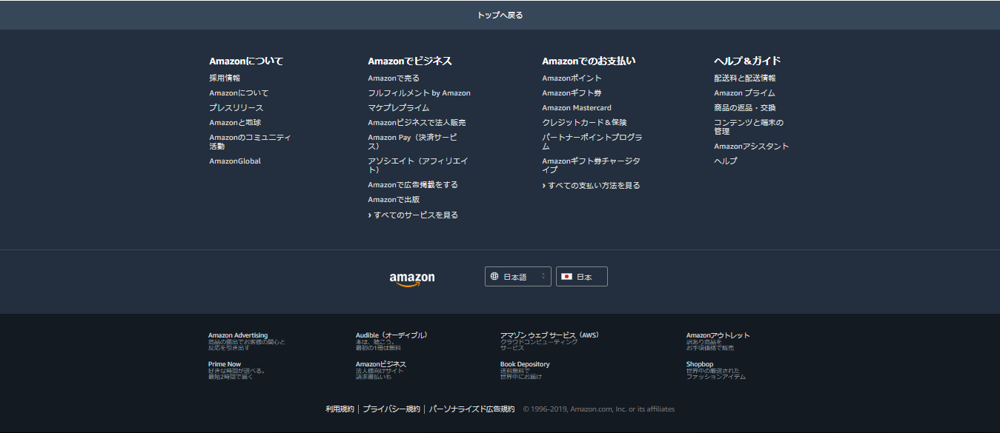 トップへ戻る
Amazonについて
採用情報
Amazonについて
プレスリリース
Amazonと地球
Amazonのコミュニティ
活動
AmazonGlobal
Amazonでビジネス
Amazonで売る
フルフィルメント by Amazon
マケプレプライム
Amazonビジネスで法人販売
Amazon Pay（決済サービ
ス）
アソシエイト（アフィリエイ
ト）
Amazonで広告掲載をする
Amazonで出版
› すべてのサービスを見る
Amazonでのお支払い
Amazonポイント
Amazonギフト券
Amazon Mastercard
クレジットカード＆保険
パートナーポイントプログラ
ム
Amazonギフト券チャージタ
イプ
› すべての支払い方法を見る
ヘルプ＆ガイド
配送料と配送情報
Amazon プライム
商品の返品・交換
コンテンツと端末の
管理
Amazonアシスタント
ヘルプ
amazon
日本語
日本
Amazon Advertising
商品の露出でお客様の関心と
反応を引き出す
Audible（オーディブル）
本は、聴こう。
最初の1冊は無料
アマゾン ウェブ サービス（AWS）
クラウドコンピューティング
サービス
Amazonアウトレット
訳あり商品を
お手頃価格で販売
Prime Now
好きな時間が選べる。
最短2時間で届く
Amazonビジネス
法人様向けサイト
請求書払いも
Book Depository
送料無料で
世界中にお届け
Shopbop
世界中の厳選された
ファッションアイテム
利用規約 | プライバシー規約 | パーソナライズド広告規約 © 1996-2019, Amazon.com, Inc. or its affiliates